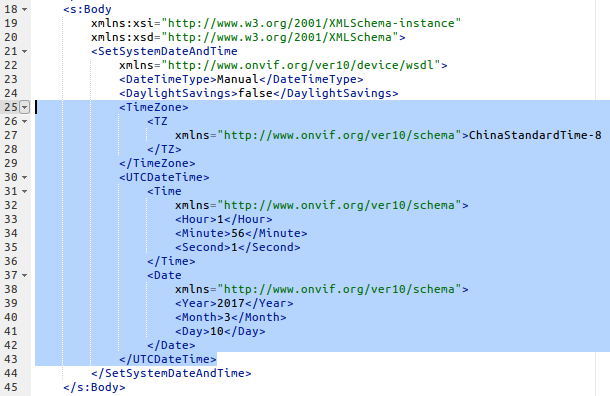 18 <s:Body
19 xmlns:xsi="http://www.w3.org/2001/XMLSchema-instance"
20 xmlns:xsd="http://www.w3.org/2001/XMLSchema">
21 <SetSystemDateAndTime
22 xmlns="http://www.onvif.org/ver10/device/wsdl">
23 <DateTimeType>Manual</DateTimeType>
24 <DaylightSavings>false</DaylightSavings>
25 <TimeZone>
26 <TZ
27 xmlns="http://www.onvif.org/ver10/schema">ChinaStandardTime-8
28 </TZ>
29 </TimeZone>
30 <UTCDateTime>
31 <Time
32 xmlns="http://www.onvif.org/ver10/schema">
33 <Hour>1</Hour>
34 <Minute>56</Minute>
35 <Second>1</Second>
36 </Time>
37 <Date
38 xmlns="http://www.onvif.org/ver10/schema">
39 <Year>2017</Year>
40 <Month>3</Month>
41 <Day>10</Day>
42 </Date>
43 </UTCDateTime>
44 </SetSystemDateAndTime>
45 </s:Body>